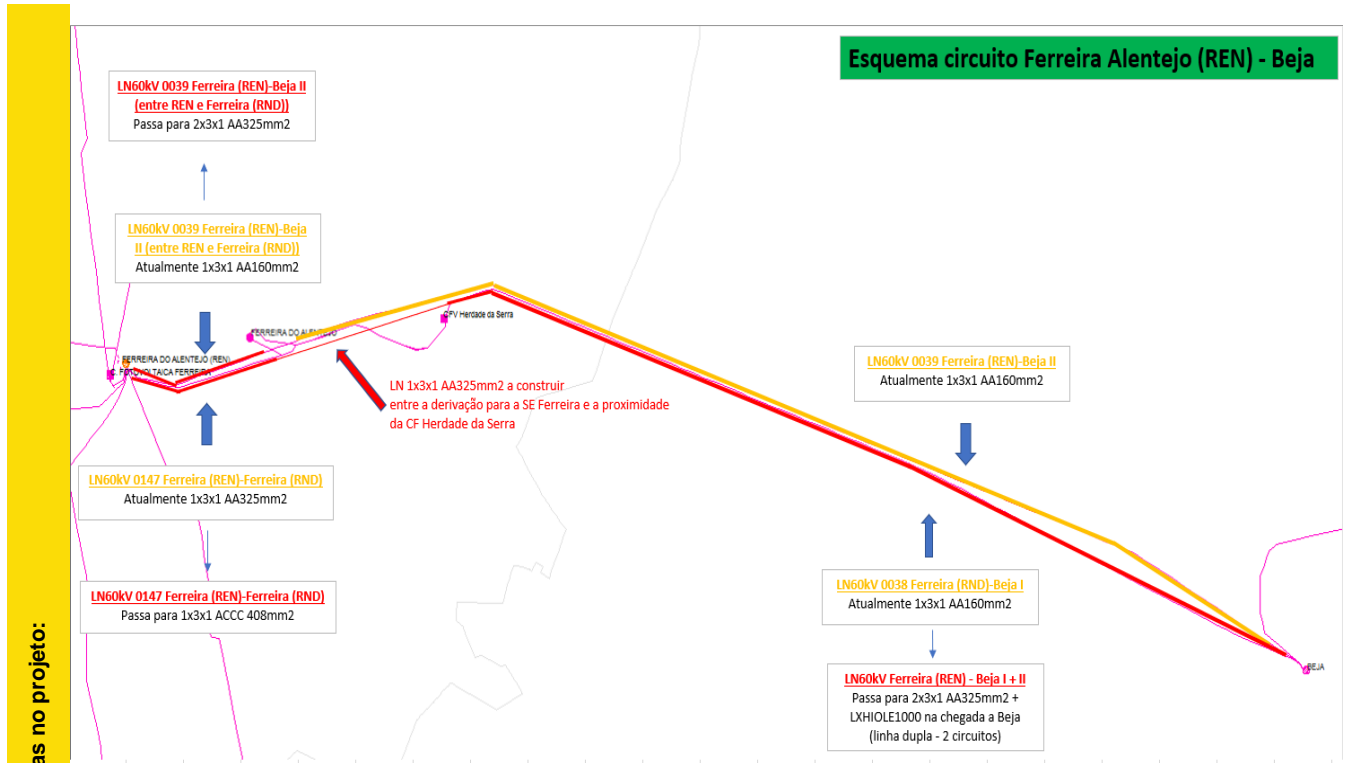 Esquema circuito Ferreira Alentejo (REN) - Beja
LN60kV 0039 Ferreira (REN)-Beja II
(entre REN e Ferreira (RND))
Passa para 2x3x1 AA325mm2
LN60kV 0039 Ferreira (REN)-Beja
II (entre REN e Ferreira (RND))
Atualmente 1x3x1 AA160mm2
FERREIRA DO ALENTEJO
CFV Herdade da Serra
FERREIRA DO ALENTEJO (REN)
C. FOTOVOLTAICA FERREIRA
LN 1x3x1 AA325mm2 a construir
entre a derivação para a SE Ferreira e a proximidade
da CF Herdade da Serra
LN60kV 0039 Ferreira (REN)-Beja II
Atualmente 1x3x1 AA160mm2
LN60kV 0147 Ferreira (REN)-Ferreira (RND)
Atualmente 1x3x1 AA325mm2
LN60kV 0147 Ferreira (REN)-Ferreira (RND)
Passa para 1x3x1 ACCC 408mm2
LN60kV 0038 Ferreira (RND)-Beja I
Atualmente 1x3x1 AA160mm2
LN60kV Ferreira (REN) - Beja I + II
Passa para 2x3x1 AA325mm2 +
LXHIOLE1000 na chegada a Beja
(linha dupla - 2 circuitos)
BEJA
as no projeto: